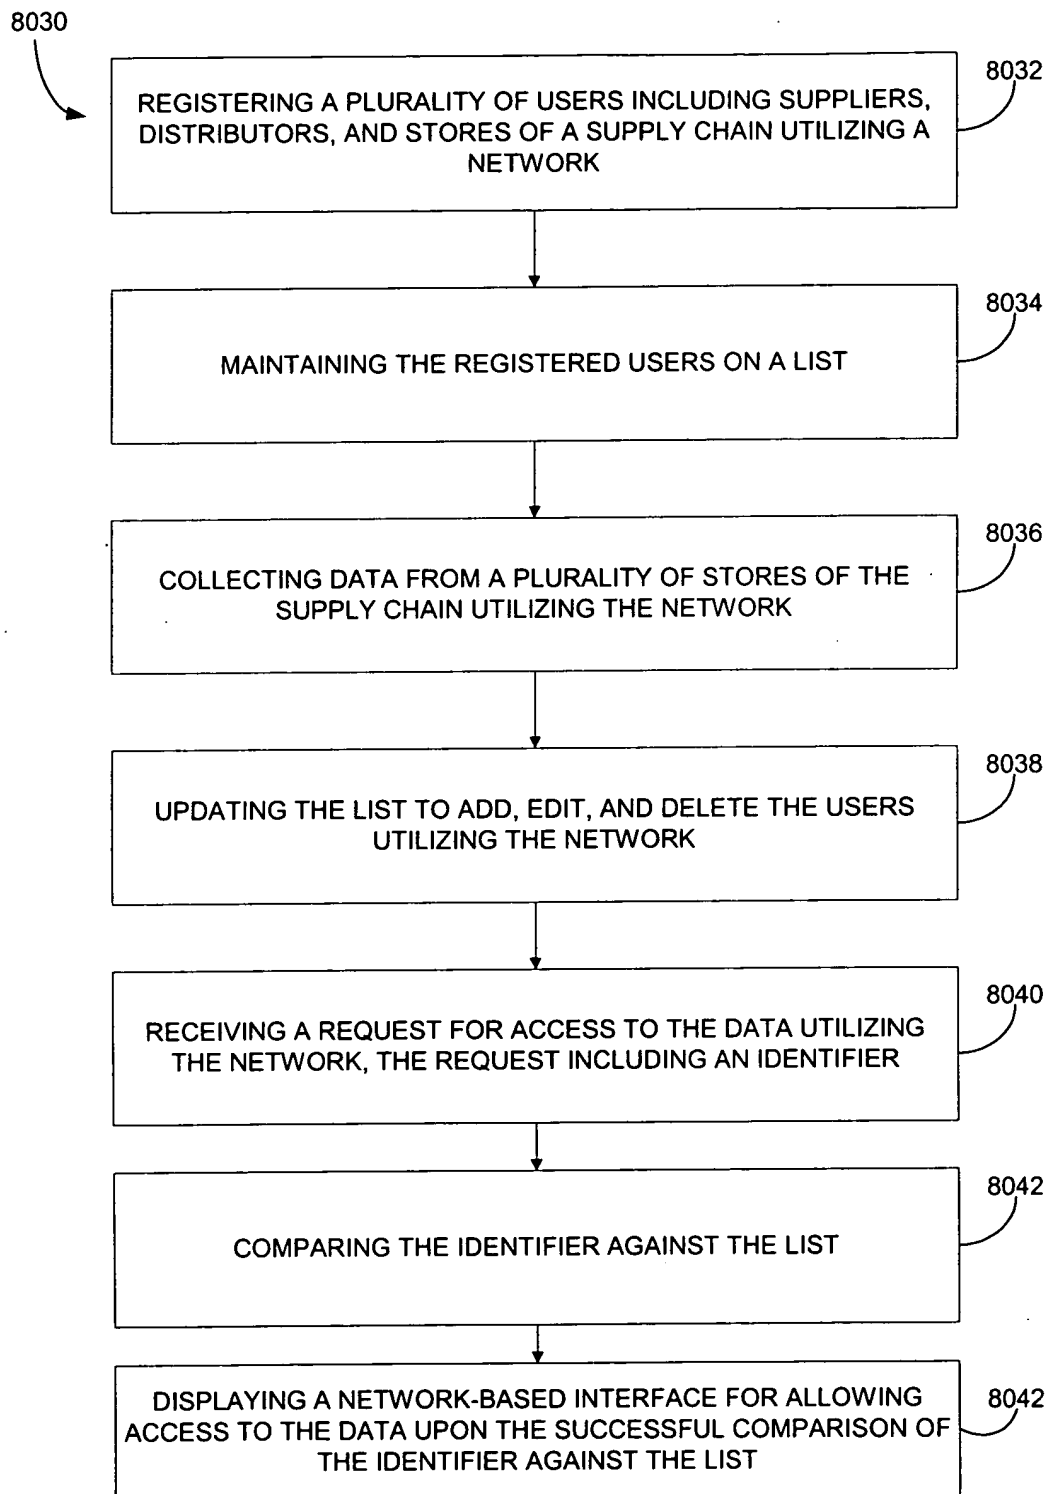 8030
8032
REGISTERING A PLURALITY OF USERS INCLUDING SUPPLIERS,
DISTRIBUTORS, AND STORES OF A SUPPLY CHAIN UTILIZING A
NETWORK
8034
MAINTAINING THE REGISTERED USERS ON A LIST
8036
COLLECTING DATA FROM A PLURALITY OF STORES OF THE
SUPPLY CHAIN UTILIZING THE NETWORK
8038
UPDATING THE LIST TO ADD, EDIT, AND DELETE THE USERS
UTILIZING THE NETWORK
8040
RECEIVING A REQUEST FOR ACCESS TO THE DATA UTILIZING
THE NETWORK, THE REQUEST INCLUDING AN IDENTIFIER
8042
COMPARING THE IDENTIFIER AGAINST THE LIST
8042
DISPLAYING A NETWORK-BASED INTERFACE FOR ALLOWING
ACCESS TO THE DATA UPON THE SUCCESSFUL COMPARISON OF
THE IDENTIFIER AGAINST THE LIST